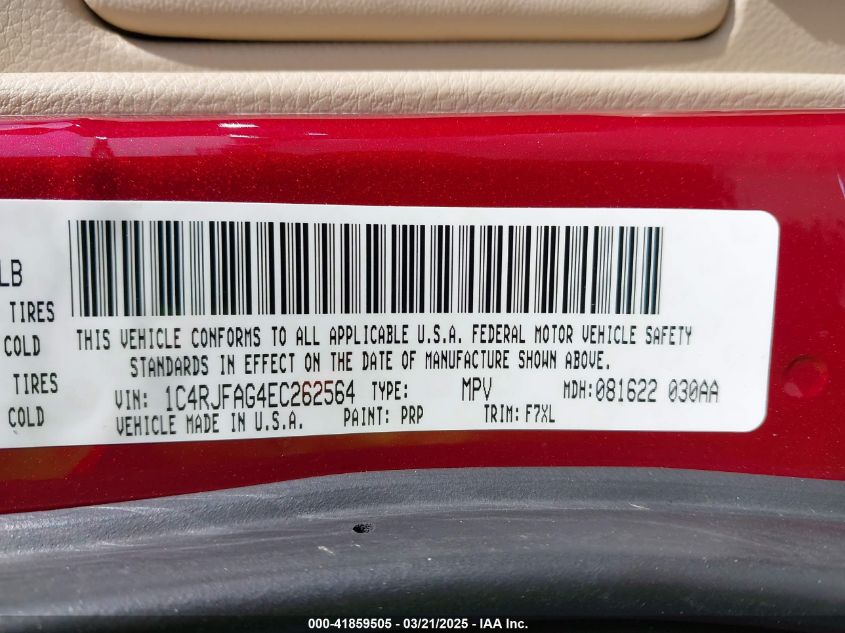 LB
TIRES
COLD
THIS VEHICLE CONFORMS TO ALL APPLICABLE U.S.A. FEDERAL MOTOR VEHICLE SAFETY
STANDARDS IN EFFECT ON THE DATE OF MANUFACTURE SHOWN ABOVE.
TIRES
VIN: 1C4RJFAG4EC262564 TYPE: MPV MDH:081622 030AA
COLD
VEHICLE MADE IN U.S.A. PAINT: PRP TRIM: F7XL
000-41859505 — 03/21/2025 — IAA Inc.